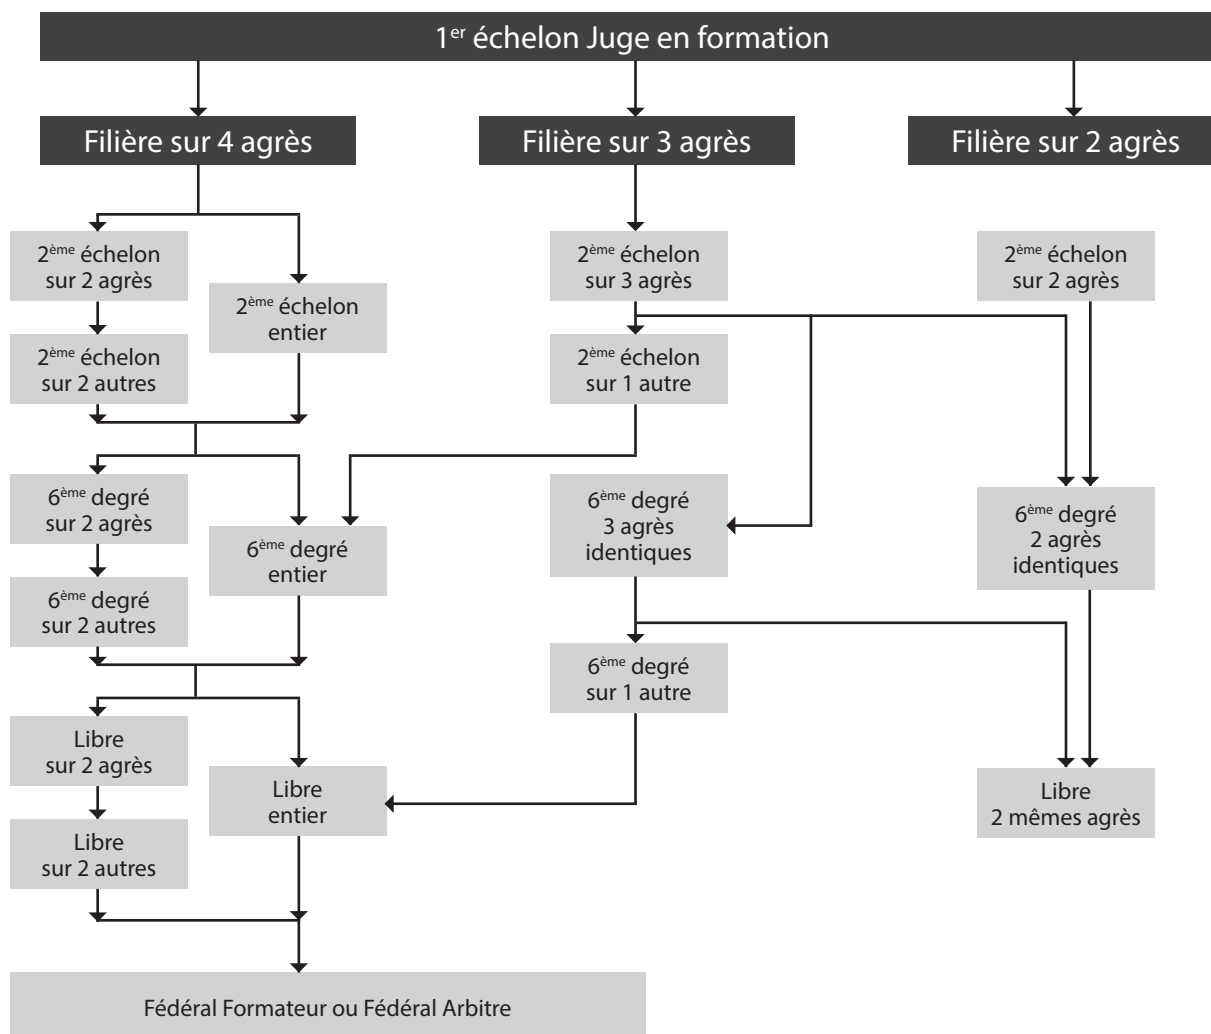 1er échelon Juge en formation
Filière sur 4 agrès
Filière sur 3 agrès
Filière sur 2 agrès
2ème échelon
sur 2 agrès
2ème échelon
entier
2ème échelon
sur 2 autres
6ème degré
sur 2 agrès
6ème degré
entier
6ème degré
sur 2 autres
Libre
sur 2 agrès
Libre
entier
Libre
sur 2 autres
2ème échelon
sur 3 agrès
2ème échelon
sur 1 autre
6ème degré
3 agrès
identiques
6ème degré
sur 1 autre
2ème échelon
sur 2 agrès
6ème degré
2 agrès
identiques
Libre
2 mêmes agrès
Fédéral Formateur ou Fédéral Arbitre